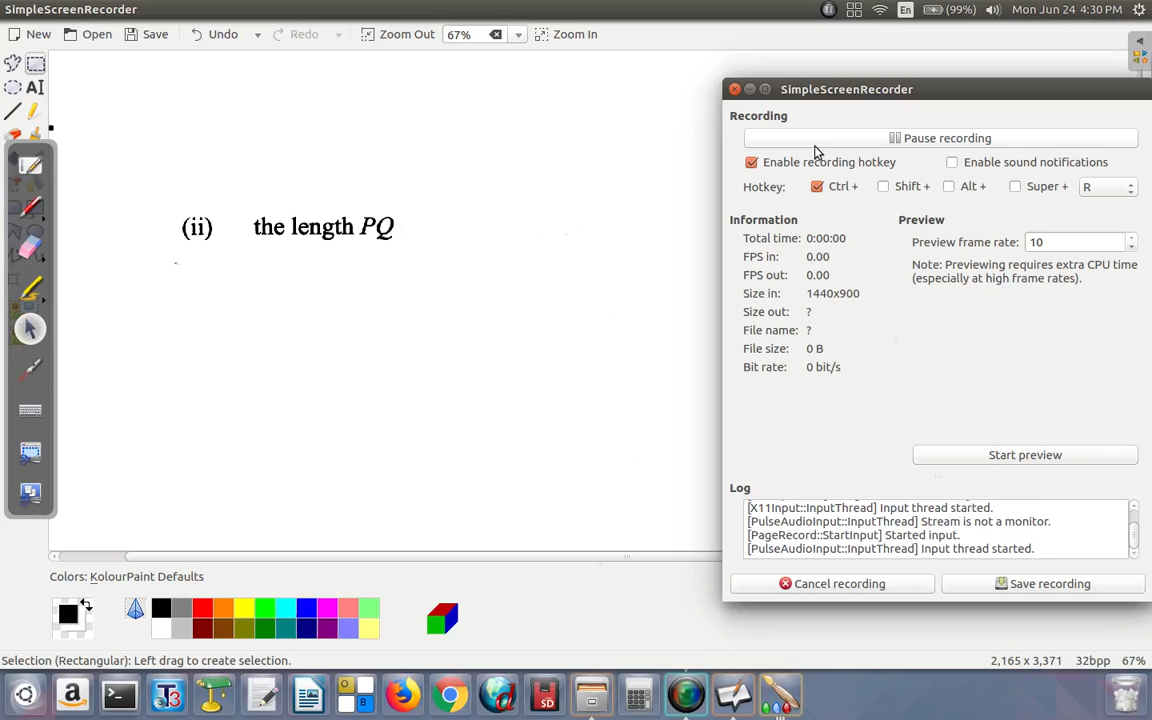 SimpleScreenRecorder
En (99%) Mon Jun 24 4:30 PM
New Open Save Undo Redo Zoom Out 67% Zoom In
SimpleScreenRecorder
Recording
Pause recording
Enable recording hotkey Enable sound notifications
Hotkey: Ctrl + Shift + Alt + Super + R
(ii) the length PQ
Information Preview
Total time: 0:00:00
Preview frame rate: 10
FPS in: 0.00
FPS out: 0.00
Note: Previewing requires extra CPU time
(especially at high frame rates).
Size in: 1440x900
Size out: ?
File name: ?
File size: 0 B
Bit rate: 0 bit/s
Start preview
Log
[X11Input::InputThread] Input thread started.
[PulseAudioInput::InputThread] Stream is not a monitor.
[PageRecord::StartInput] Started input.
[PulseAudioInput::InputThread] Input thread started.
Cancel recording Save recording
Colors: KolourPaint Defaults
Selection (Rectangular): Left drag to create selection. 2,165 x 3,371 32bpp 67%